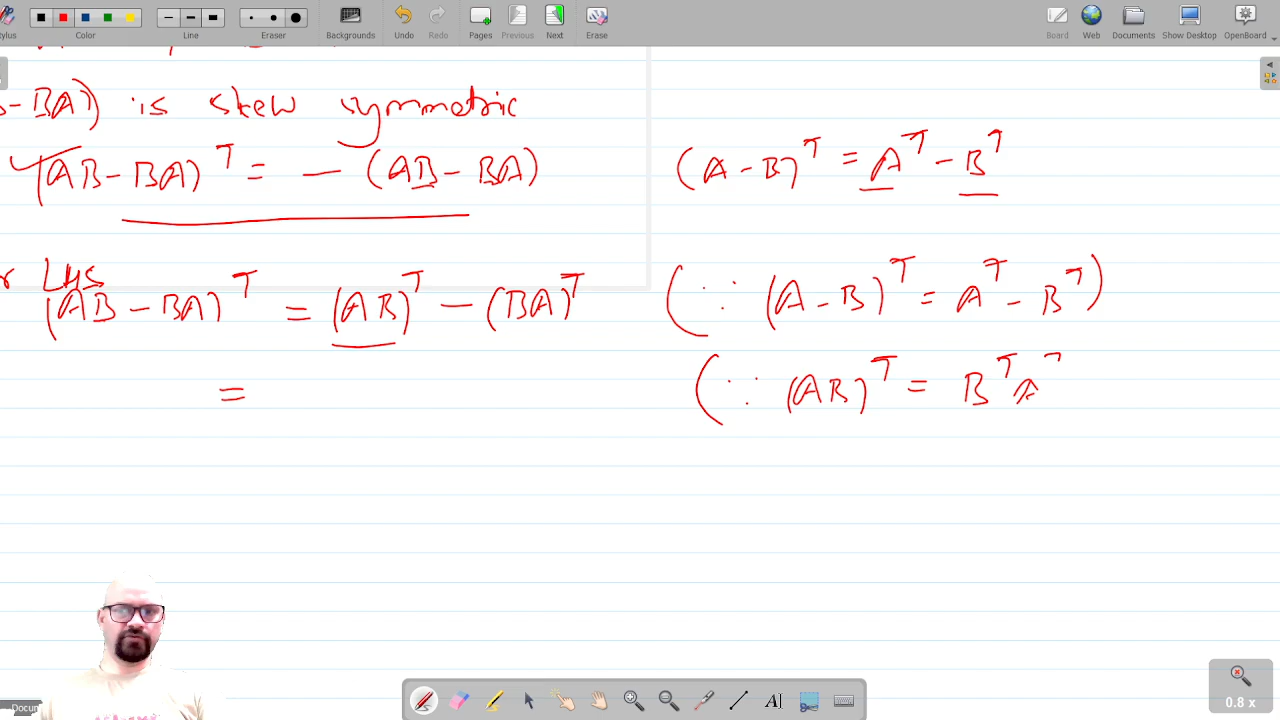 Stylus Color Line Eraser Backgrounds Undo Redo Pages Previous Next Erase Board Web Documents Show Desktop OpenBoard
-BA) is skew symmetric
(AB-BA)ᵀ = -(AB-BA)
(A-B)ᵀ = Aᵀ-Bᵀ
LHS
(AB-BA)ᵀ = (AB)ᵀ-(BA)ᵀ (∵ (A-B)ᵀ = Aᵀ-Bᵀ)
= (∵ (AB)ᵀ = BᵀAᵀ
0.8 x